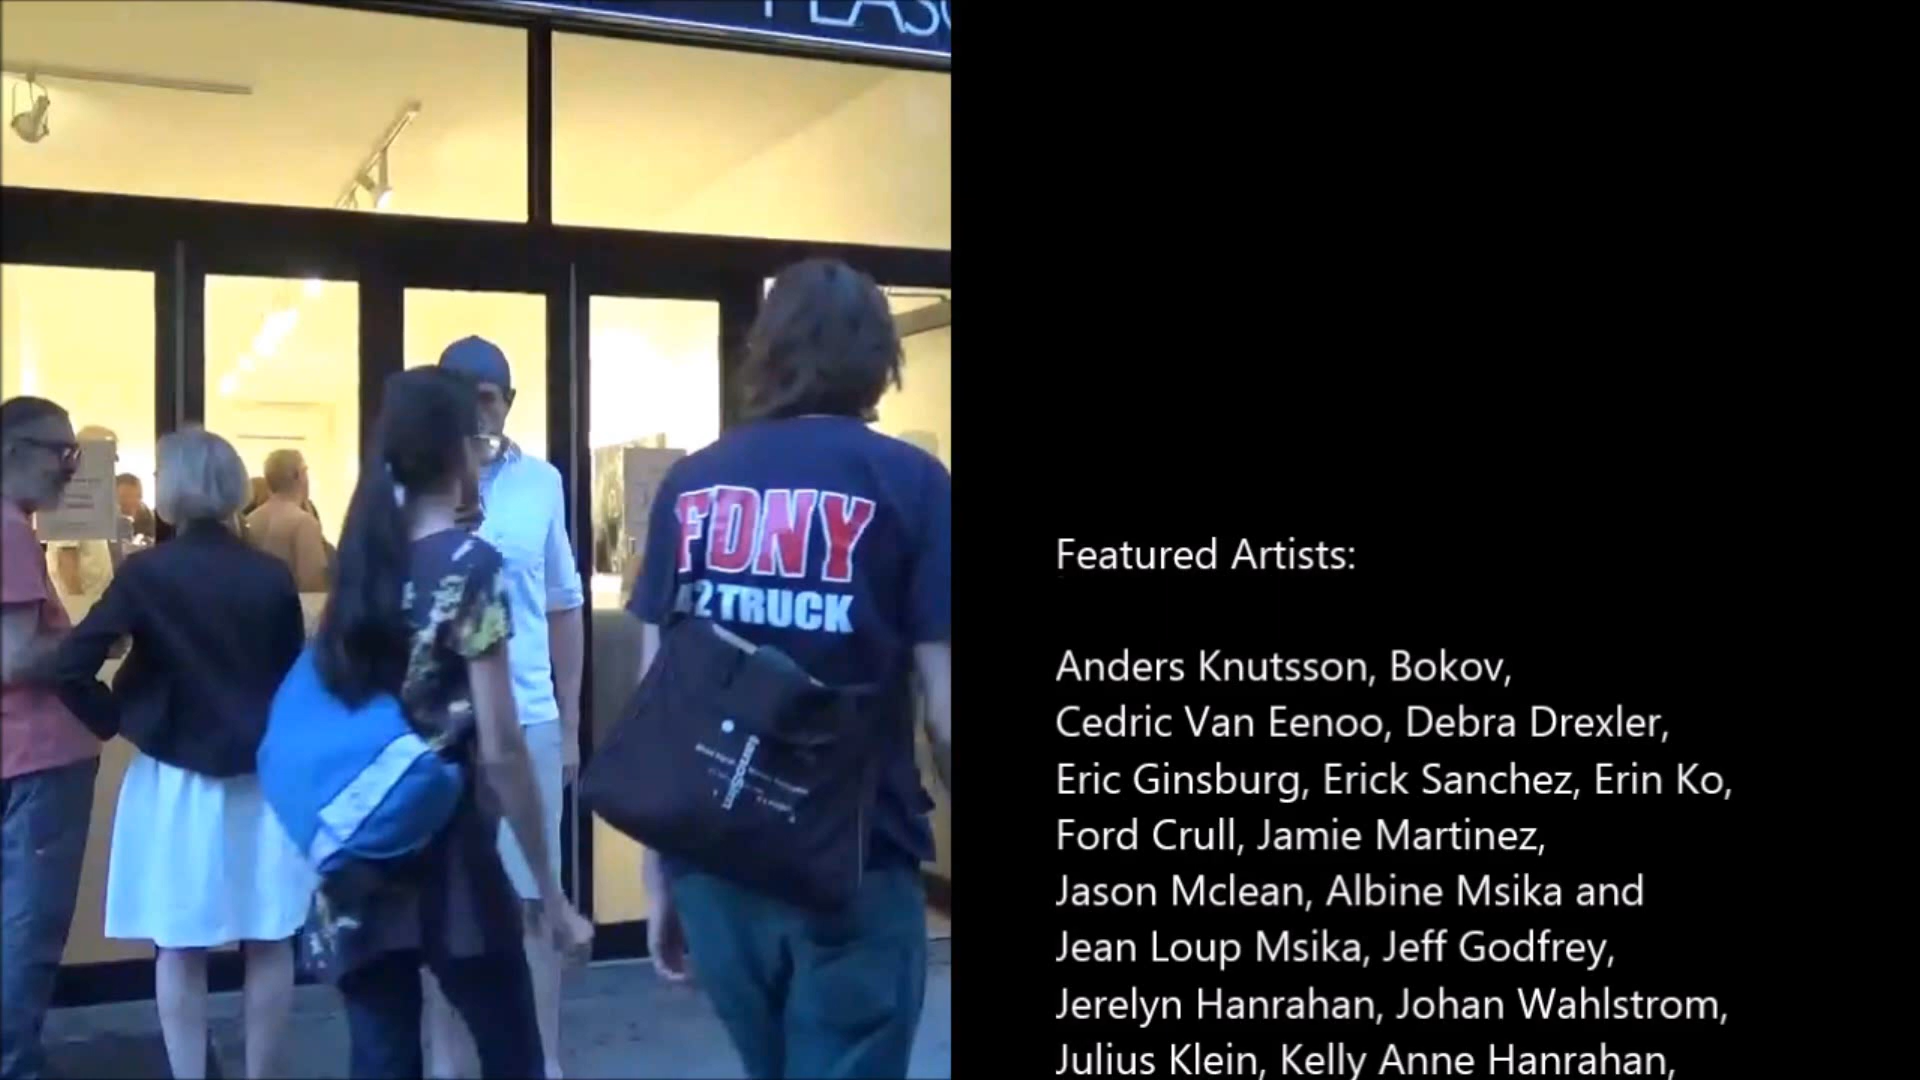 FDNY
2 TRUCK
Featured Artists:
Anders Knutsson, Bokov,
Cedric Van Eenoo, Debra Drexler,
Eric Ginsburg, Erick Sanchez, Erin Ko,
Ford Crull, Jamie Martinez,
Jason Mclean, Albine Msika and
Jean Loup Msika, Jeff Godfrey,
Jerelyn Hanrahan, Johan Wahlstrom,
Julius Klein, Kelly Anne Hanrahan,